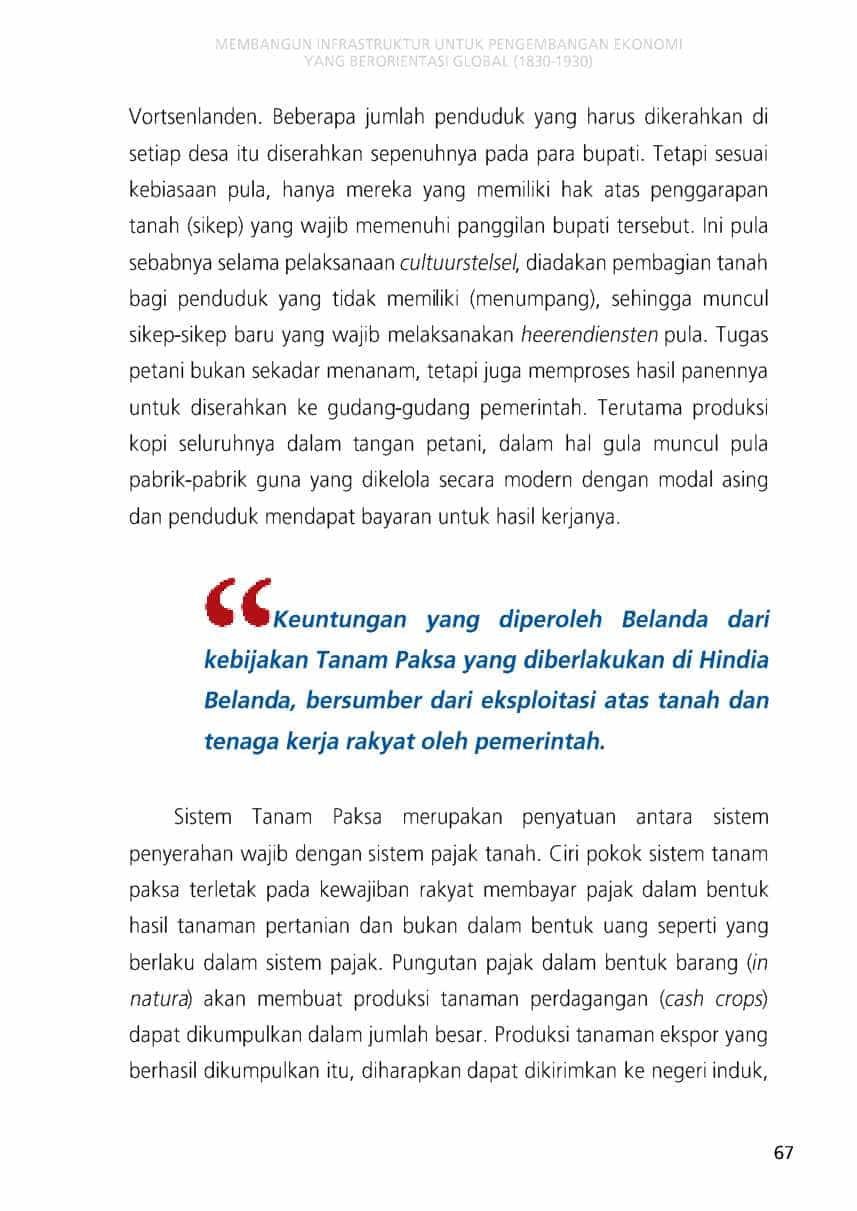 MEMBANGUN INFRASTRUKTUR UNTUK PENGEMBANGAN EKONOMI
YANG BERORIENTASI GLOBAL (1830-1930)
Vortsenlanden. Beberapa jumlah penduduk yang harus dikerahkan di
setiap desa itu diserahkan sepenuhnya pada para bupati. Tetapi sesuai
kebiasaan pula, hanya mereka yang memiliki hak atas penggarapan
tanah (sikep) yang wajib memenuhi panggilan bupati tersebut. Ini pula
sebabnya selama pelaksanaan cultuurstelsel, diadakan pembagian tanah
bagi penduduk yang tidak memiliki (menumpang), sehingga muncul
sikep-sikep baru yang wajib melaksanakan heerendiensten pula. Tugas
petani bukan sekadar menanam, tetapi juga memproses hasil panennya
untuk diserahkan ke gudang-gudang pemerintah. Terutama produksi
kopi seluruhnya dalam tangan petani, dalam hal gula muncul pula
pabrik-pabrik guna yang dikelola secara modern dengan modal asing
dan penduduk mendapat bayaran untuk hasil kerjanya.
“Keuntungan yang diperoleh Belanda dari
kebijakan Tanam Paksa yang diberlakukan di Hindia
Belanda, bersumber dari eksploitasi atas tanah dan
tenaga kerja rakyat oleh pemerintah.
Sistem Tanam Paksa merupakan penyatuan antara sistem
penyerahan wajib dengan sistem pajak tanah. Ciri pokok sistem tanam
paksa terletak pada kewajiban rakyat membayar pajak dalam bentuk
hasil tanaman pertanian dan bukan dalam bentuk uang seperti yang
berlaku dalam sistem pajak. Pungutan pajak dalam bentuk barang (in
natura) akan membuat produksi tanaman perdagangan (cash crops)
dapat dikumpulkan dalam jumlah besar. Produksi tanaman ekspor yang
berhasil dikumpulkan itu, diharapkan dapat dikirimkan ke negeri induk,
67